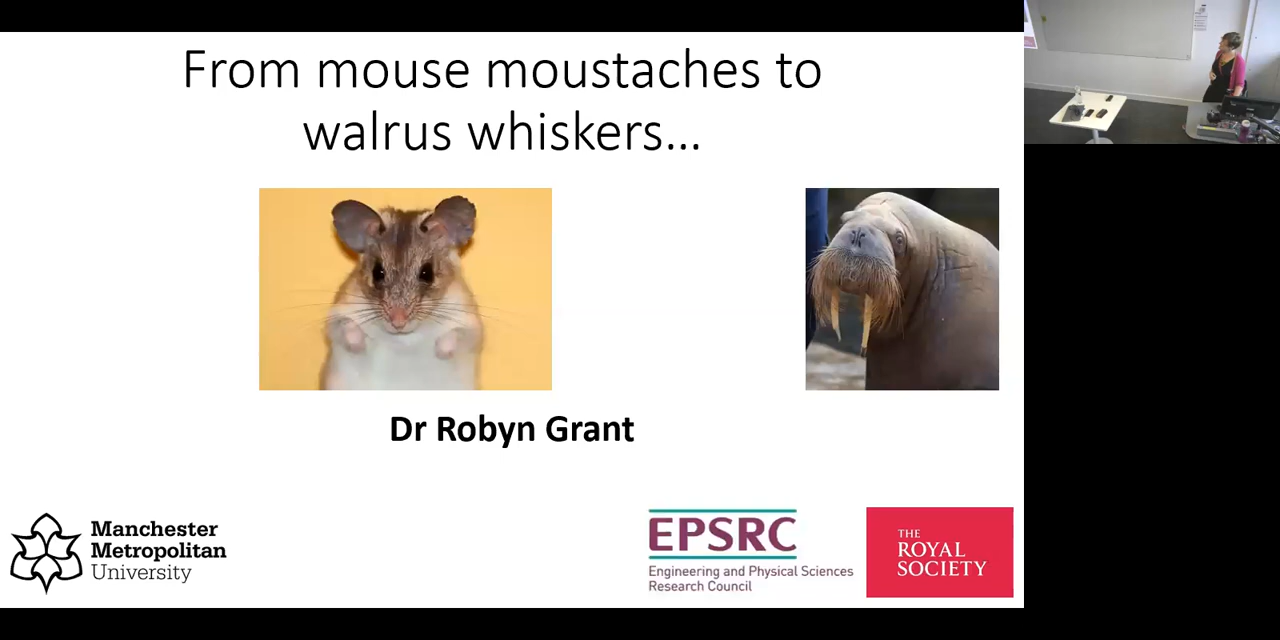 From mouse moustaches to
walrus whiskers...
Dr Robyn Grant
Manchester
Metropolitan
University
EPSRC
Engineering and Physical Sciences
Research Council
THE
ROYAL
SOCIETY